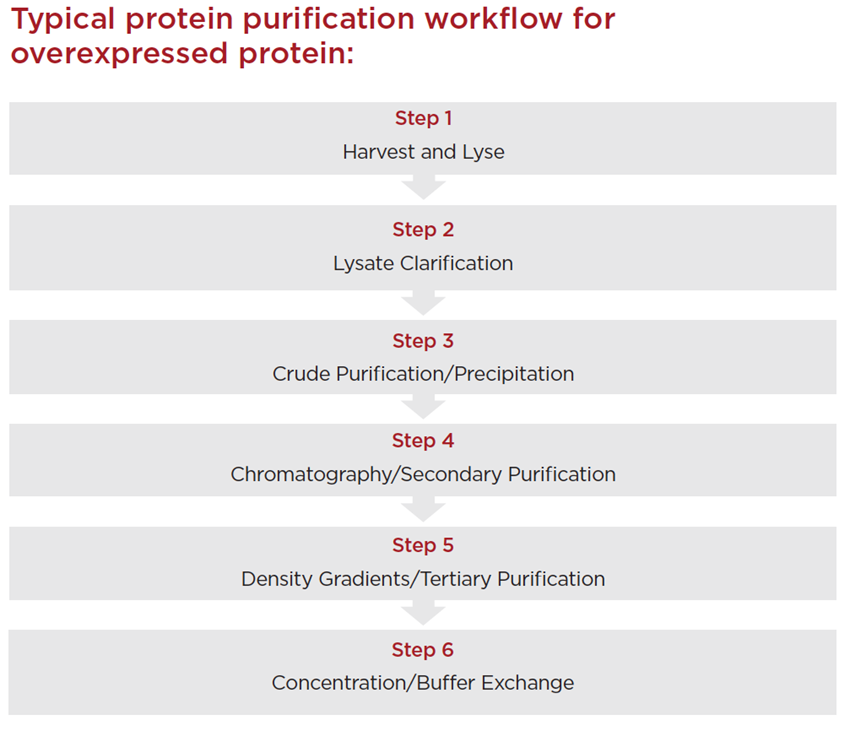 Typical protein purification workflow for
overexpressed protein:
Step 1
Harvest and Lyse
Step 2
Lysate Clarification
Step 3
Crude Purification/Precipitation
Step 4
Chromatography/Secondary Purification
Step 5
Density Gradients/Tertiary Purification
Step 6
Concentration/Buffer Exchange